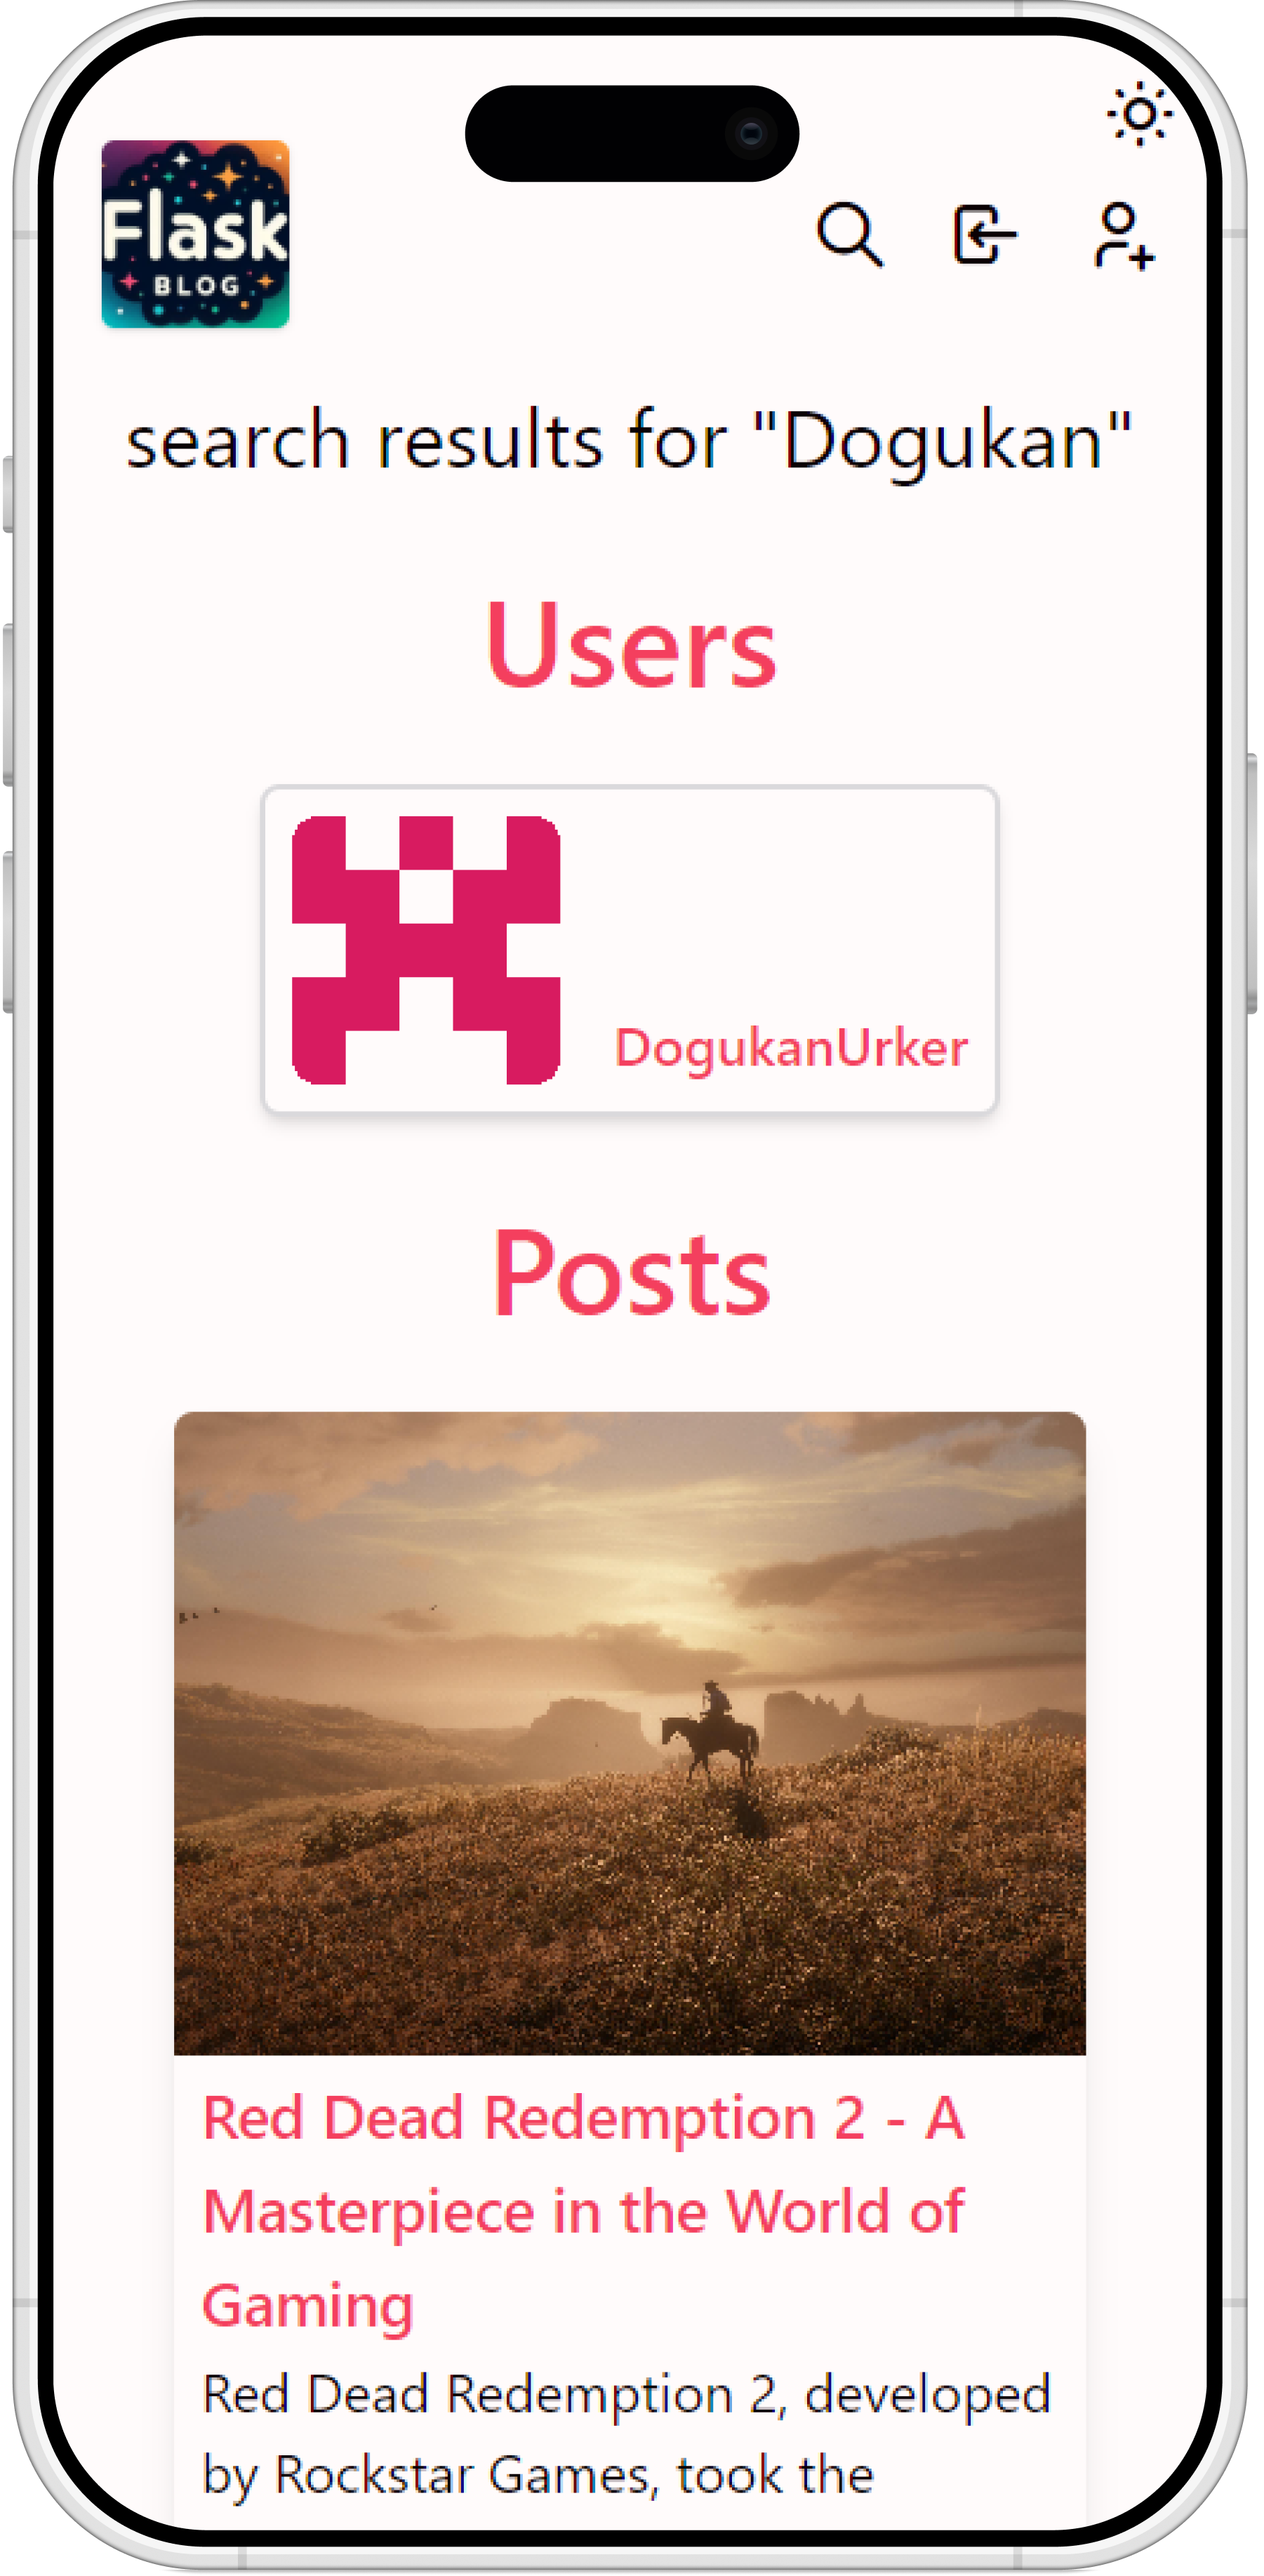 Flask
BLOG
search results for "Dogukan"
Users
DogukanUrker
Posts
Red Dead Redemption 2 - A
Masterpiece in the World of
Gaming
Red Dead Redemption 2, developed
by Rockstar Games, took the